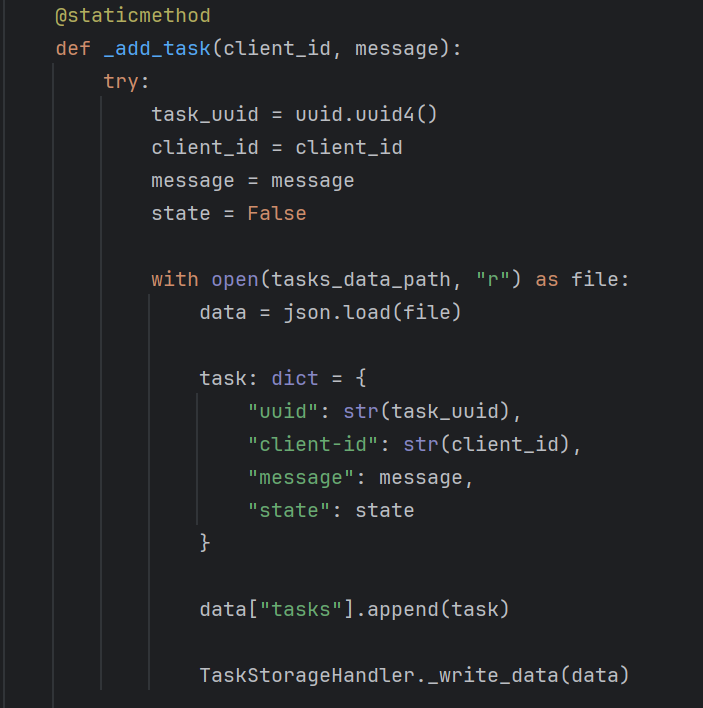 @staticmethod
def _add_task(client_id, message):
    try:
        task_uuid = uuid.uuid4()
        client_id = client_id
        message = message
        state = False

        with open(tasks_data_path, "r") as file:
            data = json.load(file)

            task: dict = {
                "uuid": str(task_uuid),
                "client-id": str(client_id),
                "message": message,
                "state": state
            }

            data["tasks"].append(task)

            TaskStorageHandler._write_data(data)